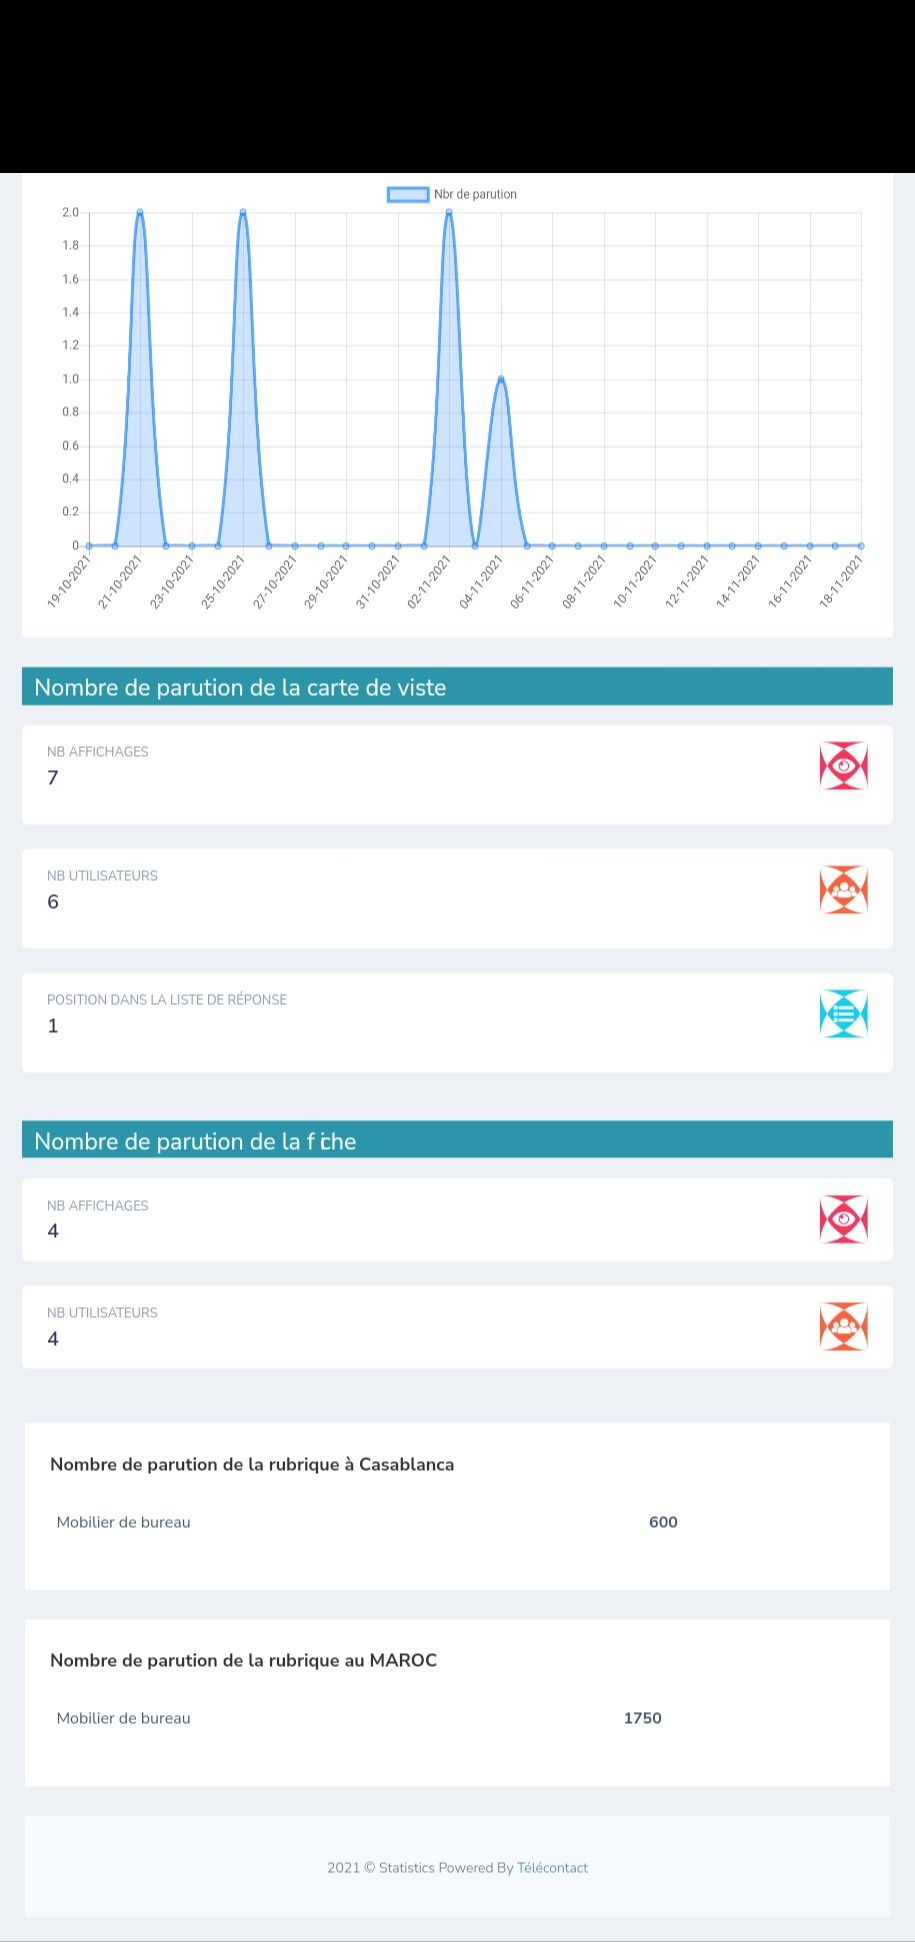 Nbr de parution
2.0
1.8
1.6
1.4
1.2
1.0
0.8
0.6
0.4
0.2
0
19-10-2021 21-10-2021 23-10-2021 25-10-2021 27-10-2021 29-10-2021 31-10-2021 02-11-2021 04-11-2021 06-11-2021 08-11-2021 10-11-2021 12-11-2021 14-11-2021 16-11-2021 18-11-2021
Nombre de parution de la carte de viste
NB AFFICHAGES
7
NB UTILISATEURS
6
POSITION DANS LA LISTE DE RÉPONSE
1
Nombre de parution de la fiche
NB AFFICHAGES
4
NB UTILISATEURS
4
Nombre de parution de la rubrique à Casablanca
Mobilier de bureau 600
Nombre de parution de la rubrique au MAROC
Mobilier de bureau 1750
2021 © Statistics Powered By Télécontact